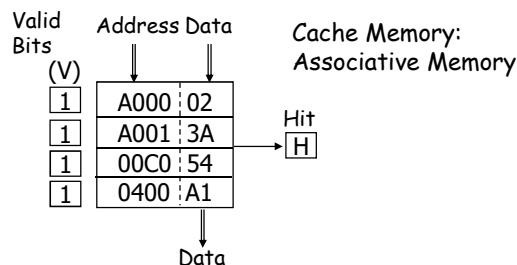 Valid
Bits
(V)
Address Data
Cache Memory:
Associative Memory
1 A000 02
1 A001 3A
1 00C0 54
1 0400 A1
Hit
H
Data